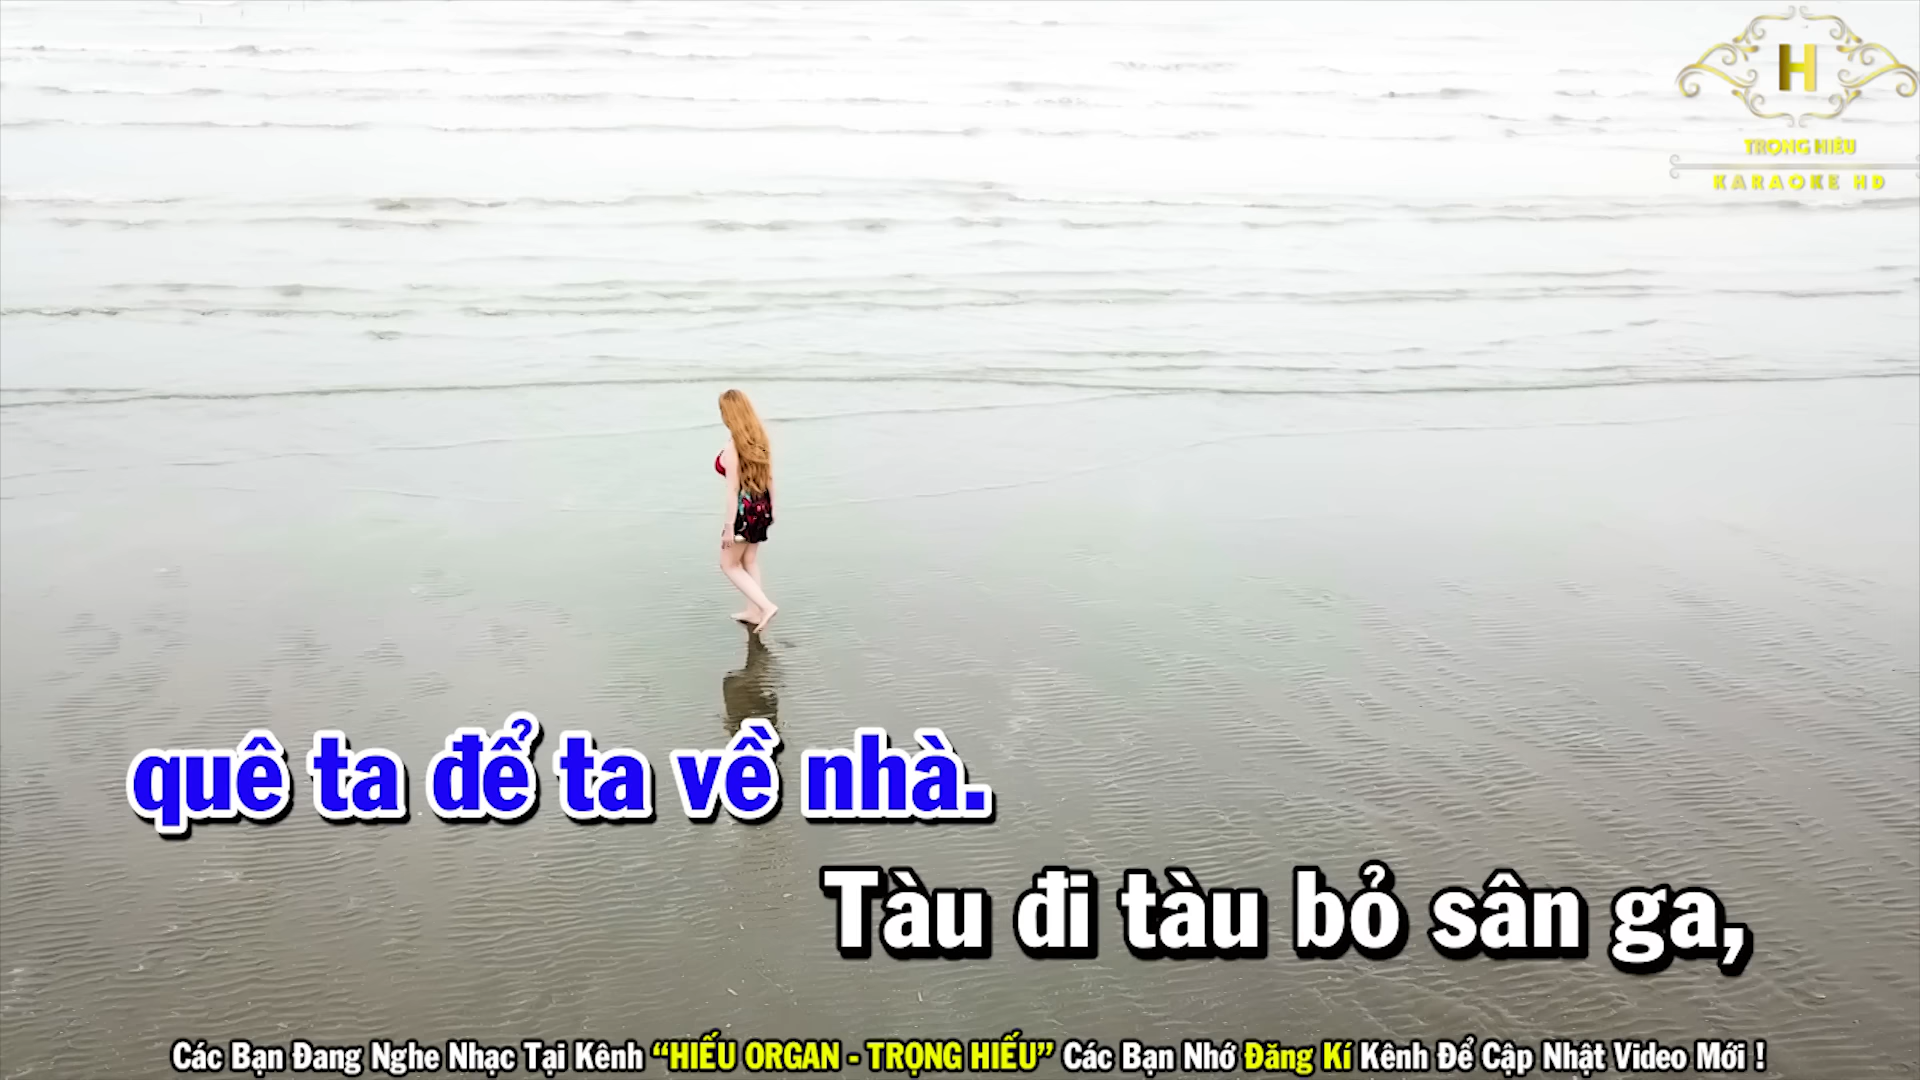 H
TRỌNG HIẾU
KARAOKE HD
quê ta để ta về nhà.
Tàu đi tàu bỏ sân ga,
Các Bạn Đang Nghe Nhạc Tại Kênh “HIẾU ORGAN - TRỌNG HIẾU” Các Bạn Nhớ Đăng Kí Kênh Để Cập Nhật Video Mới !